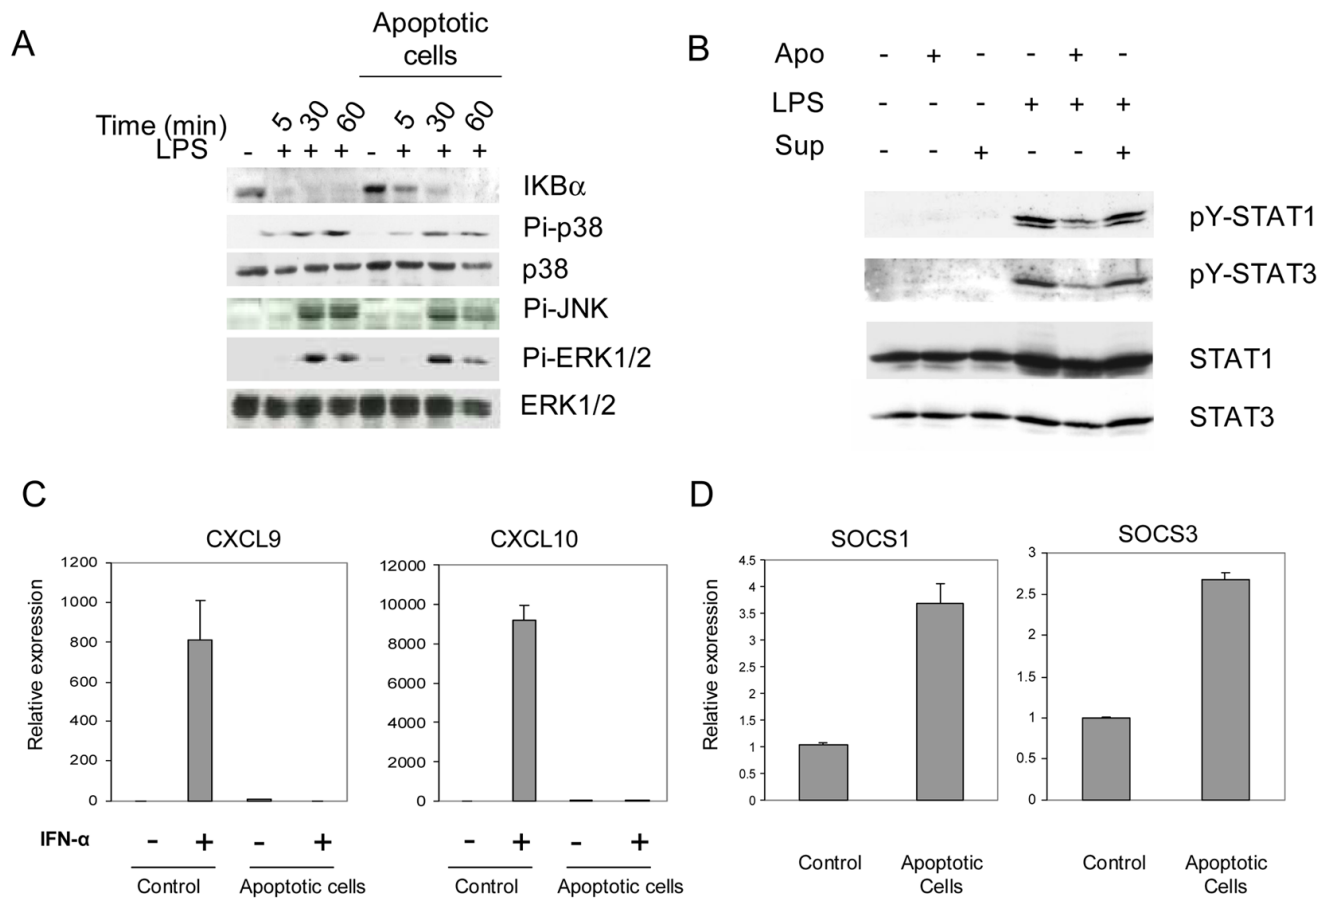 A
Apoptotic
cells
Time (min) 5 30 60 5 30 60
LPS - + + + - + + +
IKBα
Pi-p38
p38
Pi-JNK
Pi-ERK1/2
ERK1/2
B
Apo - + - - + -
LPS - - - + + +
Sup - - + - - +
pY-STAT1
pY-STAT3
STAT1
STAT3
C
CXCL9
Relative expression
1200
1000
800
600
400
200
0
IFN-α - + - +
Control Apoptotic cells
CXCL10
12000
10000
8000
6000
4000
2000
0
- + - +
Control Apoptotic cells
D
SOCS1
Relative expression
4.5
4
3.5
3
2.5
2
1.5
1
0.5
0
Control Apoptotic
Cells
SOCS3
3
2.5
2
1.5
1
0.5
0
Control Apoptotic
Cells